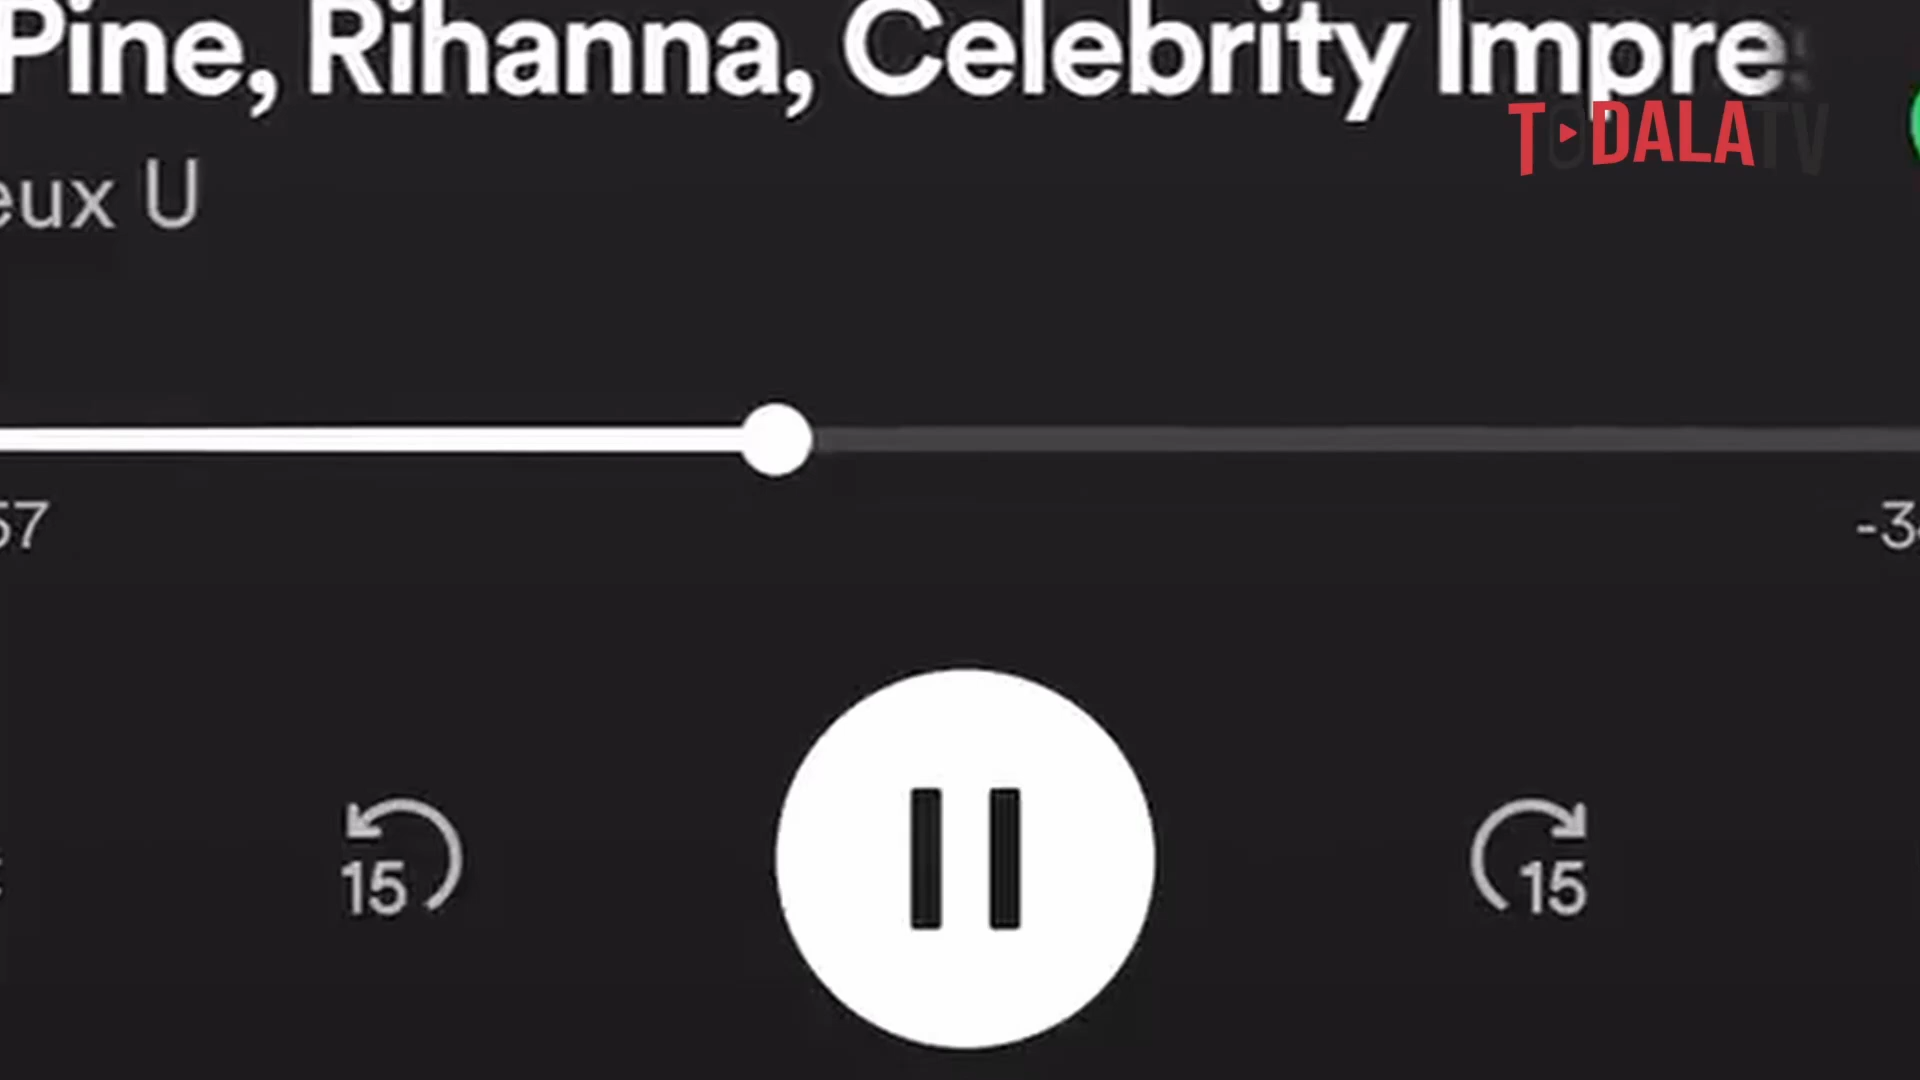 Pine, Rihanna, Celebrity Impre
TODALATV
eux U
57
-3
15
15